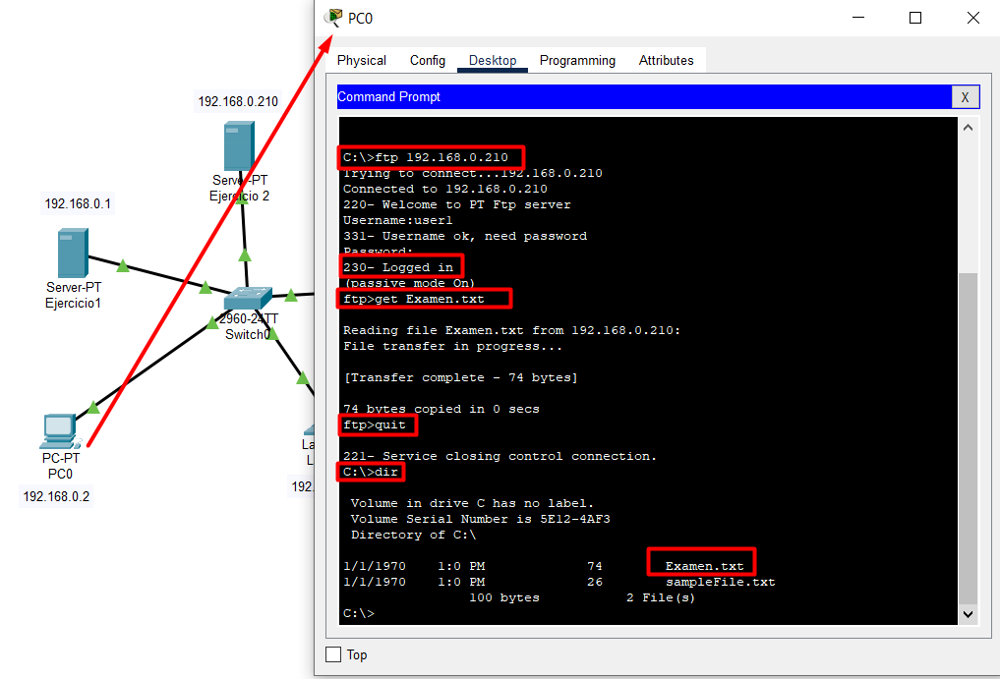 PC0
Physical Config Desktop Programming Attributes
Command Prompt
X
C:\>ftp 192.168.0.210
Trying to connect...192.168.0.210
Connected to 192.168.0.210
220- Welcome to PT Ftp server
Username:user1
331- Username ok, need password
Password:
230- Logged in
(passive mode On)
ftp>get Examen.txt
Reading file Examen.txt from 192.168.0.210:
File transfer in progress...
[Transfer complete - 74 bytes]
74 bytes copied in 0 secs
ftp>quit
221- Service closing control connection.
C:\>dir
Volume in drive C has no label.
Volume Serial Number is 5E12-4AF3
Directory of C:\
1/1/1970 1:0 PM 74 Examen.txt
1/1/1970 1:0 PM 26 sampleFile.txt
100 bytes 2 File(s)
C:\>
Top
192.168.0.210
Server-PT
Ejercicio 2
192.168.0.1
Server-PT
Ejercicio1
2960-24TT
Switch0
PC-PT
PC0
192.168.0.2
La
L
192.